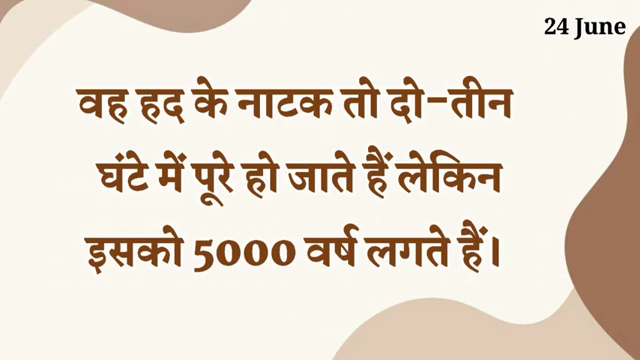 24 June
वह हद के नाटक तो दो-तीन
घंटे में पूरे हो जाते हैं लेकिन
इसको 5000 वर्ष लगते हैं।